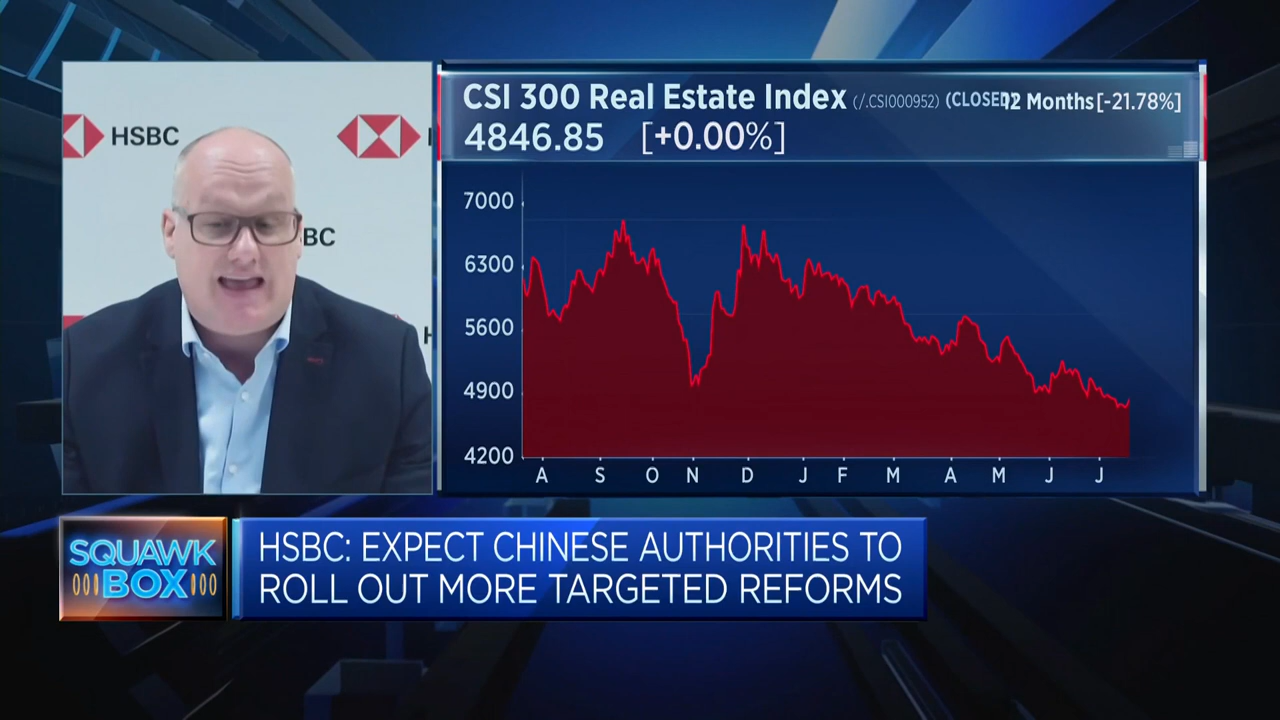 HSBC
BC
CSI 300 Real Estate Index (/.CSI000952) (CLOSED) 12 Months [-21.78%]
4846.85 [+0.00%]
7000
6300
5600
4900
4200
A S O N D J F M A M J J
SQUAWK
BOX
HSBC: EXPECT CHINESE AUTHORITIES TO
ROLL OUT MORE TARGETED REFORMS